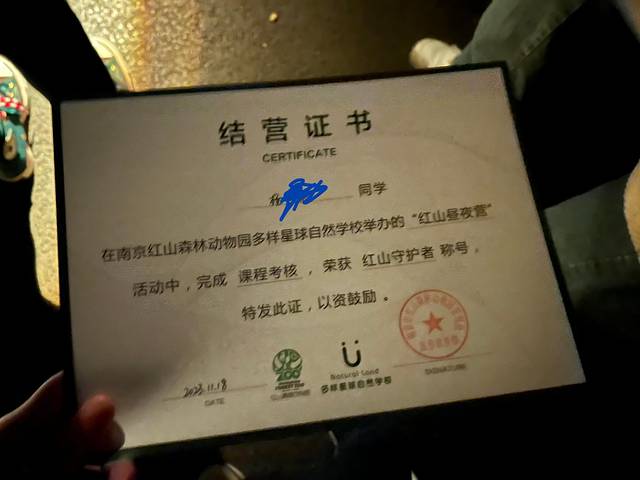 结营证书
CERTIFICATE
同学
在南京红山森林动物园多样星球自然学校举办的“红山昼夜营”
活动中，完成 课程考核 ，荣获 红山守护者 称号，
特发此证，以资鼓励。
2023.11.18
DATE
ZOO
Ü
Natural Land
多样星球自然学校
SIGNATURE